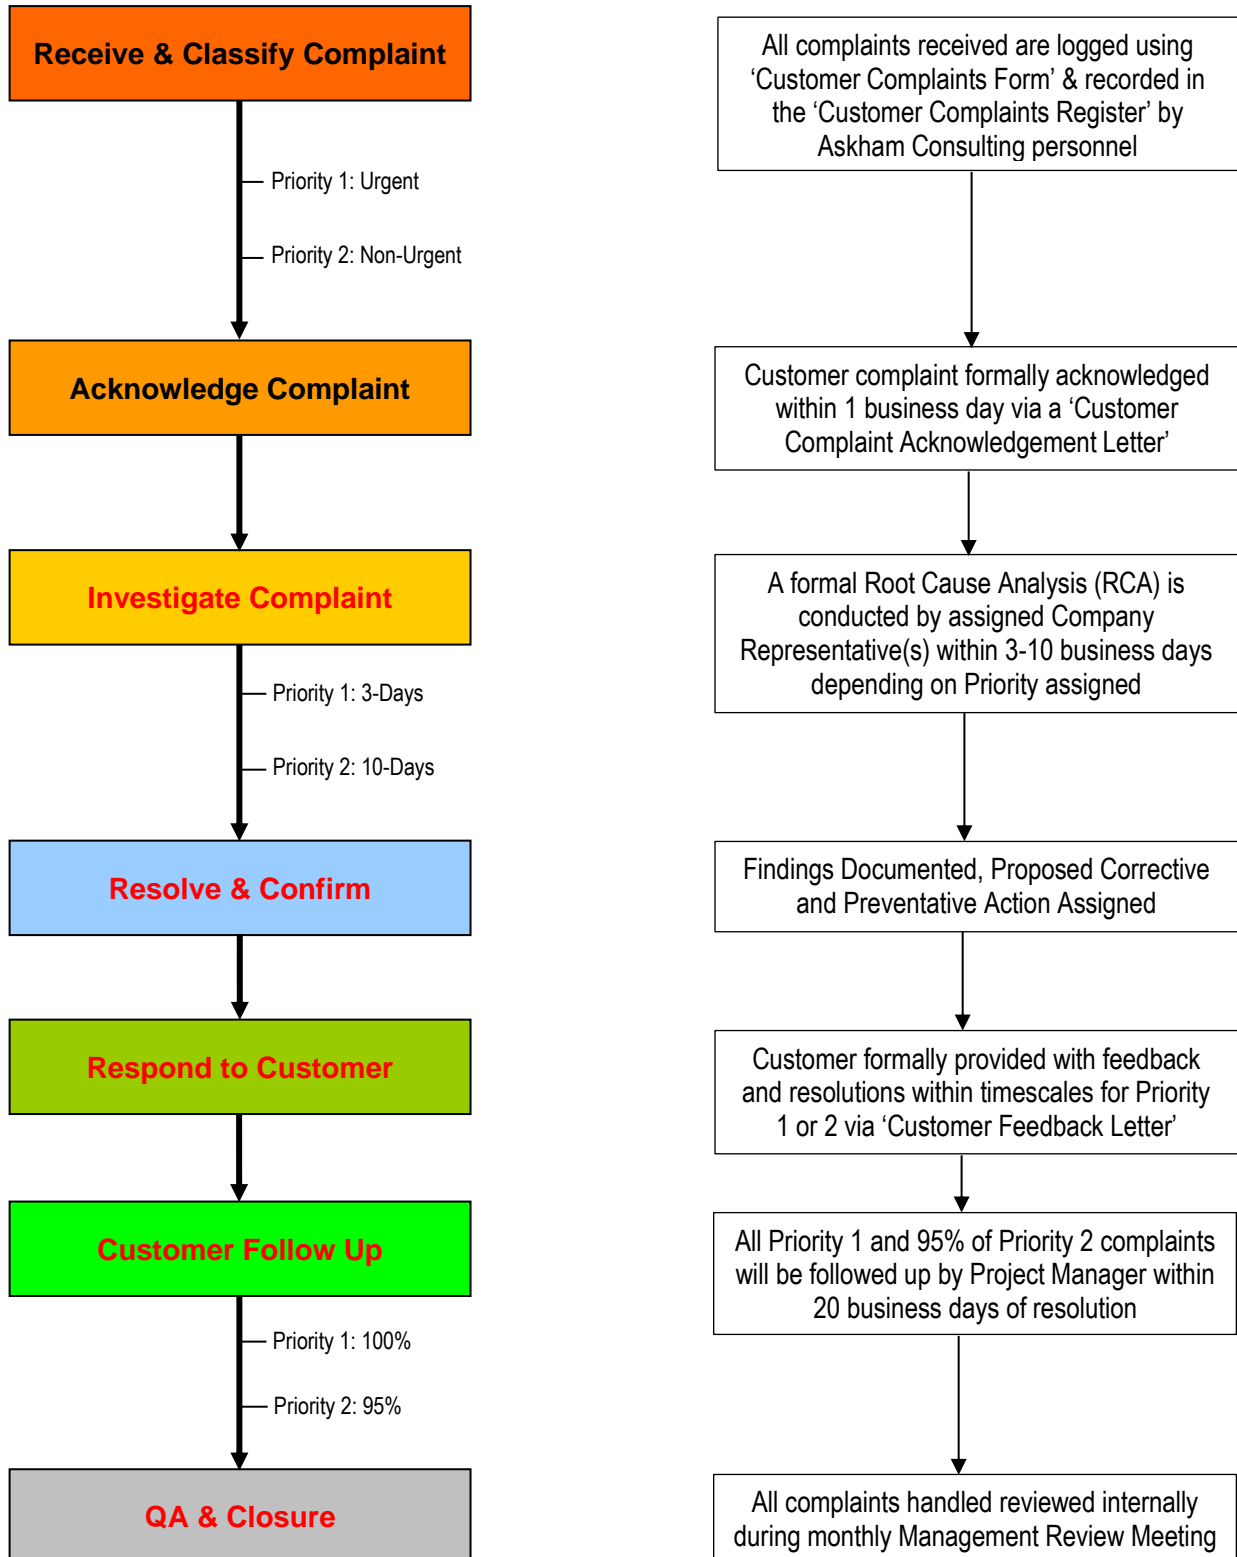 Receive & Classify Complaint
All complaints received are logged using
‘Customer Complaints Form’ & recorded in
the ‘Customer Complaints Register’ by
Askham Consulting personnel
Priority 1: Urgent
Priority 2: Non-Urgent
Acknowledge Complaint
Customer complaint formally acknowledged
within 1 business day via a ‘Customer
Complaint Acknowledgement Letter’
Investigate Complaint
A formal Root Cause Analysis (RCA) is
conducted by assigned Company
Representative(s) within 3-10 business days
depending on Priority assigned
Priority 1: 3-Days
Priority 2: 10-Days
Resolve & Confirm
Findings Documented, Proposed Corrective
and Preventative Action Assigned
Respond to Customer
Customer formally provided with feedback
and resolutions within timescales for Priority
1 or 2 via ‘Customer Feedback Letter’
Customer Follow Up
All Priority 1 and 95% of Priority 2 complaints
will be followed up by Project Manager within
20 business days of resolution
Priority 1: 100%
Priority 2: 95%
QA & Closure
All complaints handled reviewed internally
during monthly Management Review Meeting